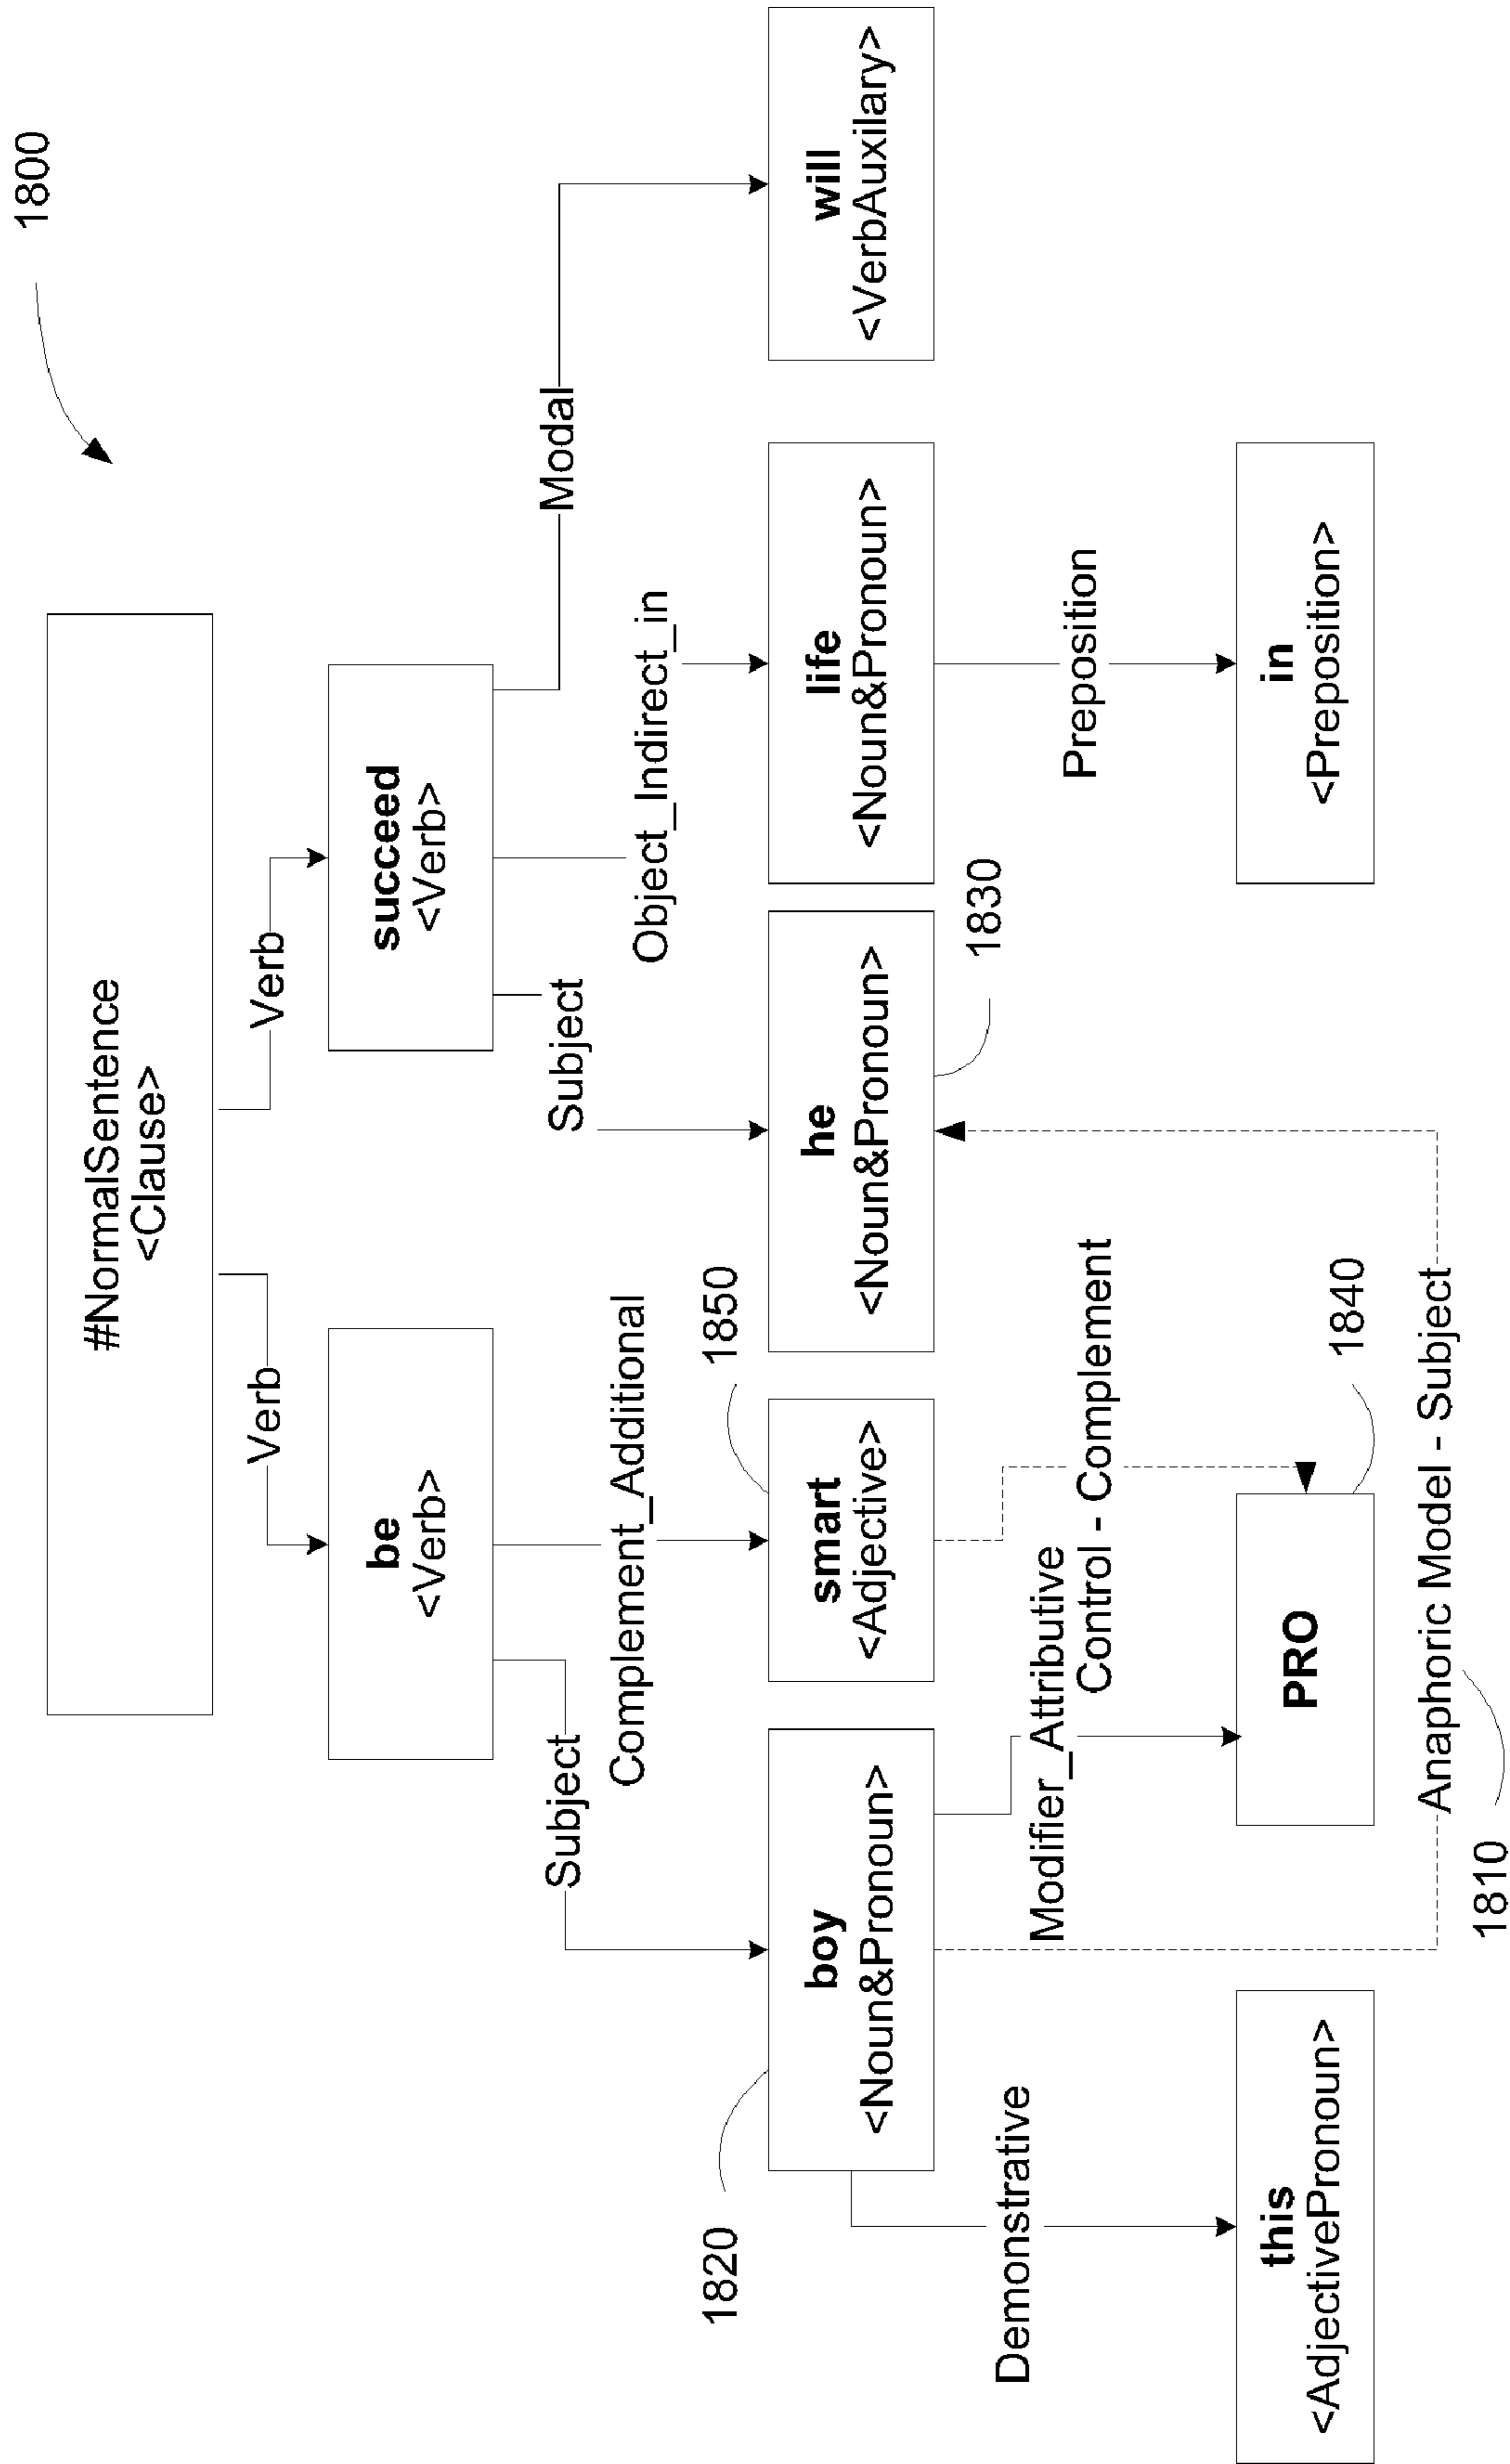 1800
#NormalSentence
<Clause>
Verb
Verb
be
<Verb>
succeed
<Verb>
Subject
Complement_Additional
Subject
Object_Indirect_in
Modal
1820
1850
boy
<Noun&Pronoun>
smart
<Adjective>
he
<Noun&Pronoun>
life
<Noun&Pronoun>
will
<VerbAuxilary>
1830
Demonstrative
Modifier_Attributive
Control - Complement
Preposition
this
<AdjectivePronoun>
PRO
1840
in
<Preposition>
Anaphoric Model - Subject
1810